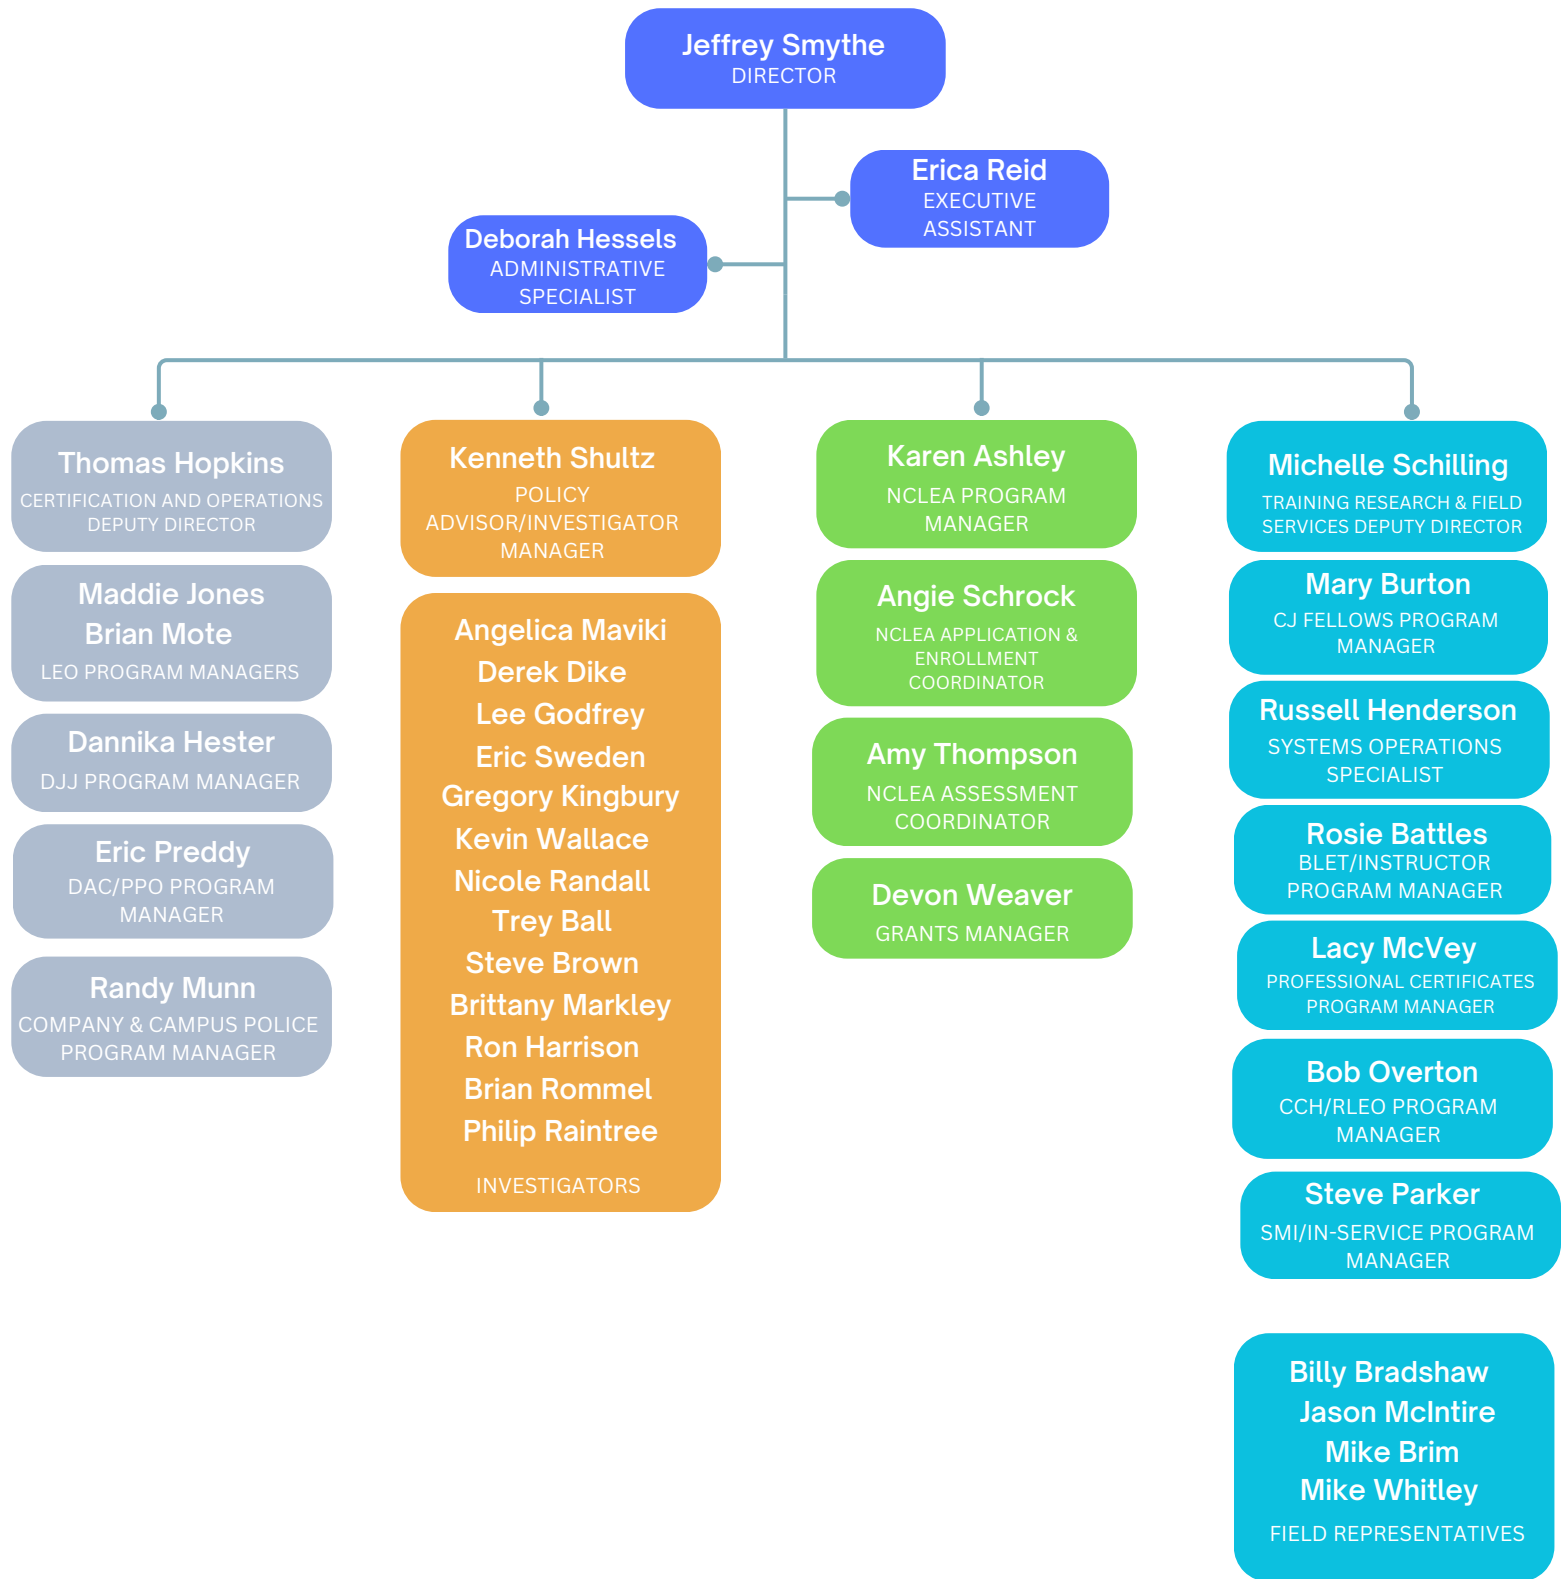 Jeffrey Smythe
DIRECTOR
Erica Reid
EXECUTIVE
ASSISTANT
Deborah Hessels
ADMINISTRATIVE
SPECIALIST
Thomas Hopkins
CERTIFICATION AND OPERATIONS
DEPUTY DIRECTOR
Maddie Jones
Brian Mote
LEO PROGRAM MANAGERS
Dannika Hester
DJJ PROGRAM MANAGER
Eric Preddy
DAC/PPO PROGRAM
MANAGER
Randy Munn
COMPANY & CAMPUS POLICE
PROGRAM MANAGER
Kenneth Shultz
POLICY
ADVISOR/INVESTIGATOR
MANAGER
Angelica Maviki
Derek Dike
Lee Godfrey
Eric Sweden
Gregory Kingbury
Kevin Wallace
Nicole Randall
Trey Ball
Steve Brown
Brittany Markley
Ron Harrison
Brian Rommel
Philip Raintree
INVESTIGATORS
Karen Ashley
NCLEA PROGRAM
MANAGER
Angie Schrock
NCLEA APPLICATION &
ENROLLMENT
COORDINATOR
Amy Thompson
NCLEA ASSESSMENT
COORDINATOR
Devon Weaver
GRANTS MANAGER
Michelle Schilling
TRAINING RESEARCH & FIELD
SERVICES DEPUTY DIRECTOR
Mary Burton
CJ FELLOWS PROGRAM
MANAGER
Russell Henderson
SYSTEMS OPERATIONS
SPECIALIST
Rosie Battles
BLET/INSTRUCTOR
PROGRAM MANAGER
Lacy McVey
PROFESSIONAL CERTIFICATES
PROGRAM MANAGER
Bob Overton
CCH/RLEO PROGRAM
MANAGER
Steve Parker
SMI/IN-SERVICE PROGRAM
MANAGER
Billy Bradshaw
Jason McIntire
Mike Brim
Mike Whitley
FIELD REPRESENTATIVES